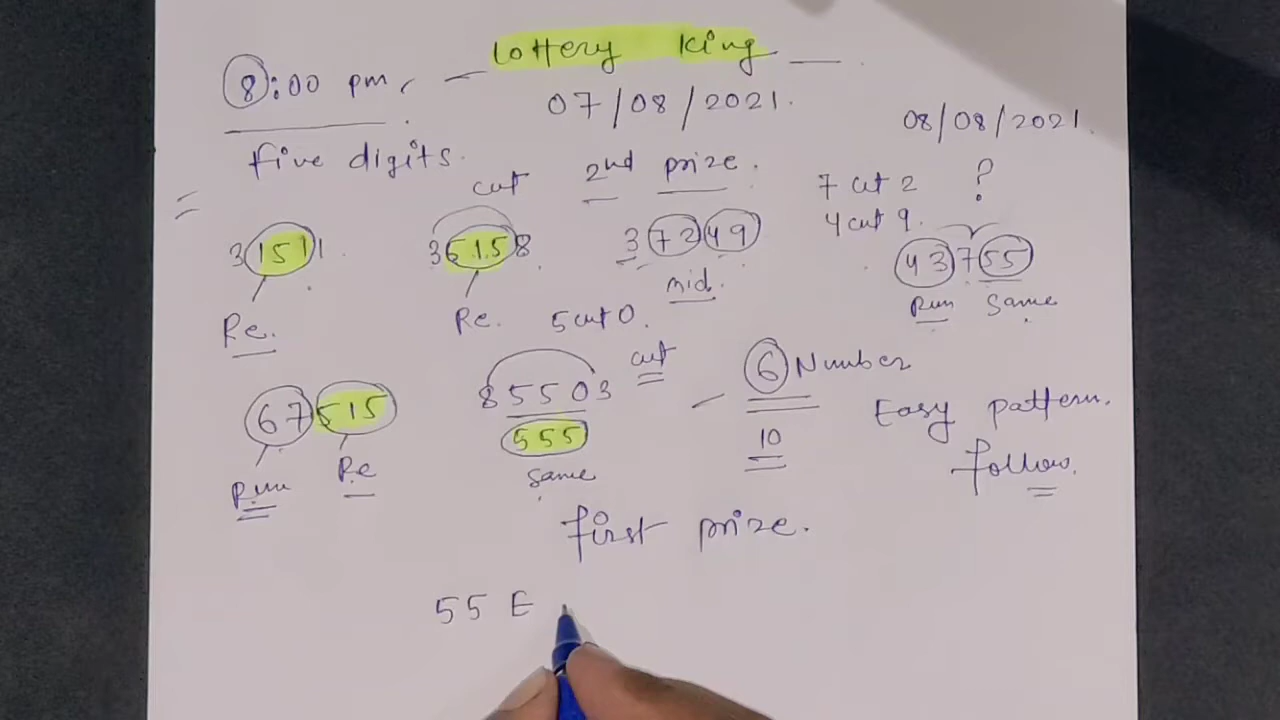 Lottery King
8:00 pm,
07/08/2021.
08/08/2021.
five digits.
cut
2nd prize.
7 cut 2
?
4 cut 9.
31511
36158
37249
43755
Re.
Re.
mid.
Run
Same
5 cut 0.
cut
67515
85503
6 Number
Easy pattern.
555
10
Run
Re
Same
follow.
first prize.
55 E